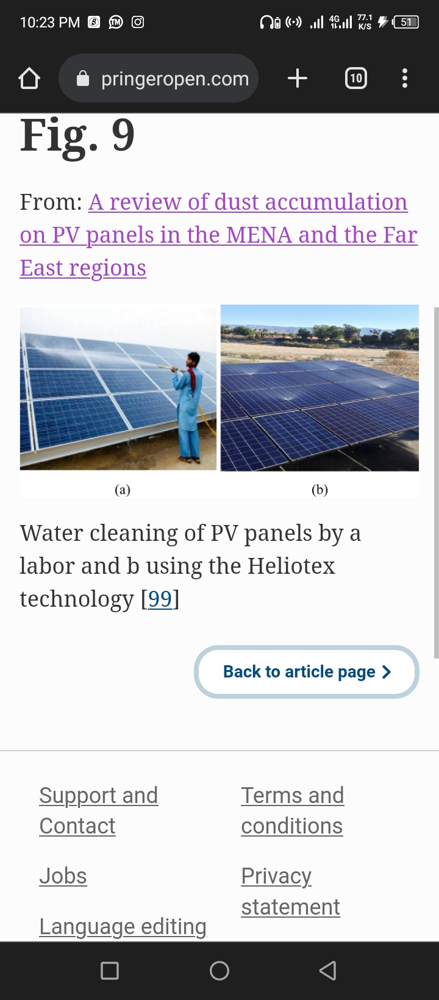 10:23 PM
4G
77.1
K/S
51
pringeropen.com
10
Fig. 9
From: A review of dust accumulation
on PV panels in the MENA and the Far
East regions
(a)
(b)
Water cleaning of PV panels by a
labor and b using the Heliotex
technology [99]
Back to article page
Support and
Contact
Terms and
conditions
Jobs
Privacy
statement
Language editing